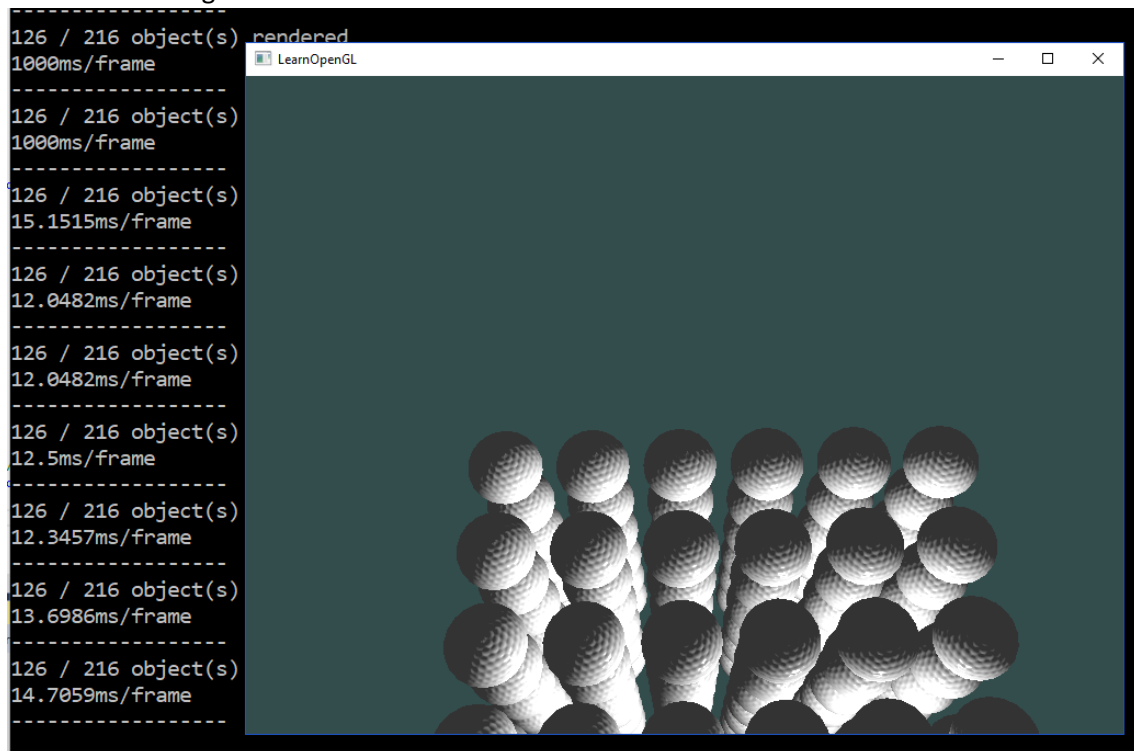 126 / 216 object(s) rendered
1000ms/frame
-------------------
126 / 216 object(s)
1000ms/frame
-------------------
126 / 216 object(s)
15.1515ms/frame
-------------------
126 / 216 object(s)
12.0482ms/frame
-------------------
126 / 216 object(s)
12.0482ms/frame
-------------------
126 / 216 object(s)
12.5ms/frame
-------------------
126 / 216 object(s)
12.3457ms/frame
-------------------
126 / 216 object(s)
13.6986ms/frame
-------------------
126 / 216 object(s)
14.7059ms/frame
-------------------
LearnOpenGL